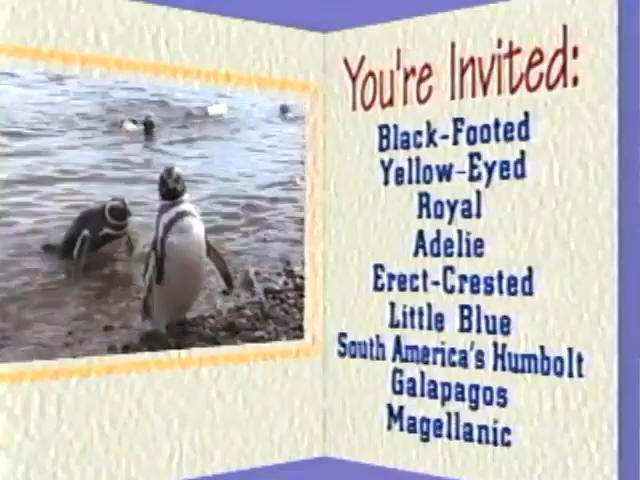 You're Invited:
Black-Footed
Yellow-Eyed
Royal
Adelie
Erect-Crested
Little Blue
South America's Humbolt
Galapagos
Magellanic